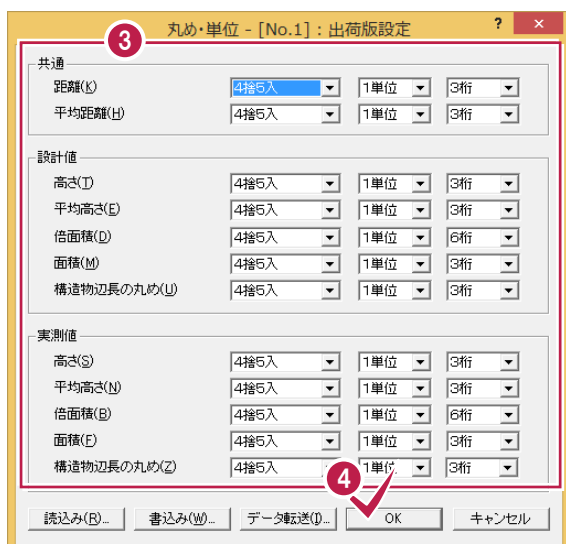 丸め・単位 - [No.1]：出荷版設定 ? ×
3
共通
距離(K) 4捨5入 1単位 3桁
平均距離(H) 4捨5入 1単位 3桁
設計値
高さ(T) 4捨5入 1単位 3桁
平均高さ(E) 4捨5入 1単位 3桁
倍面積(D) 4捨5入 1単位 6桁
面積(M) 4捨5入 1単位 3桁
構造物辺長の丸め(U) 4捨5入 1単位 3桁
実測値
高さ(S) 4捨5入 1単位 3桁
平均高さ(N) 4捨5入 1単位 3桁
倍面積(B) 4捨5入 1単位 6桁
面積(F) 4捨5入 1単位 3桁
構造物辺長の丸め(Z) 4捨5入 1単位 3桁
4
読込み(R)... 書込み(W)... データ転送(I)... OK キャンセル